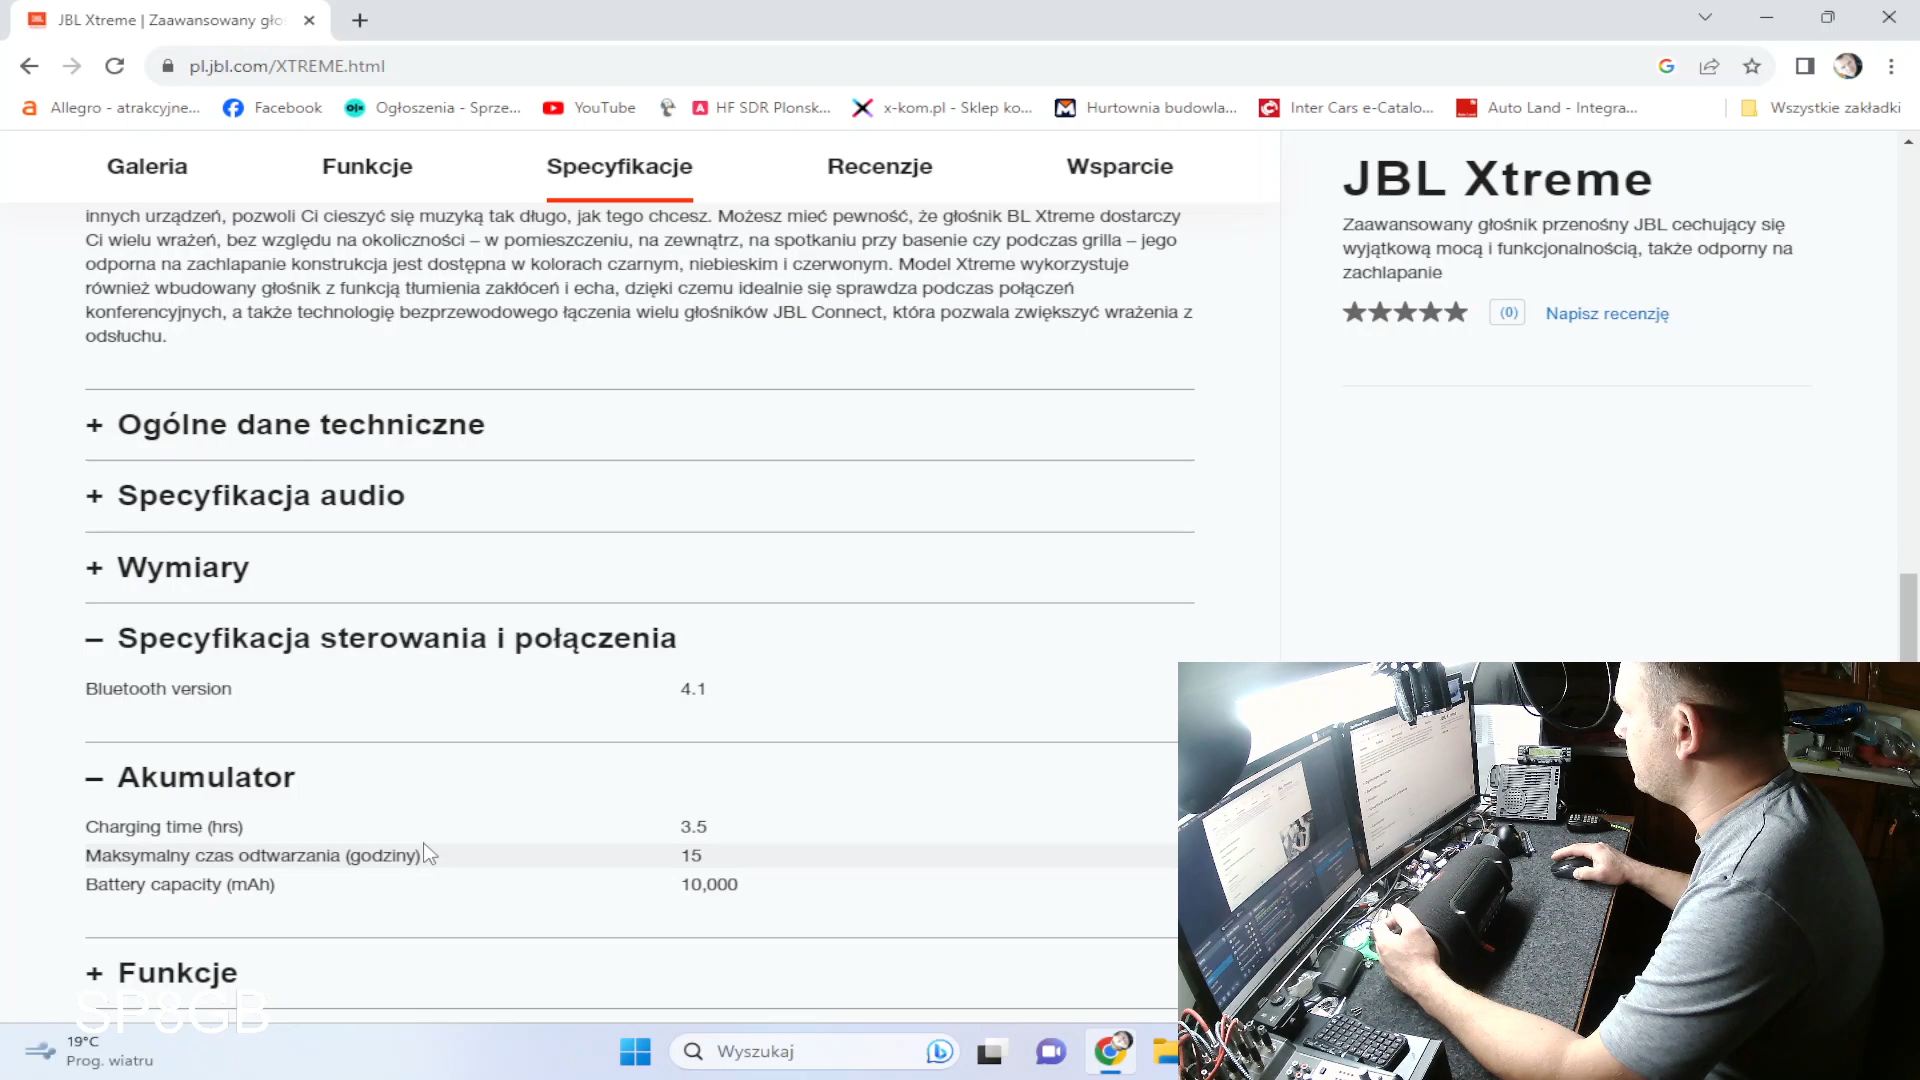 JBL Xtreme | Zaawansowany gło
pl.jbl.com/XTREME.html
Allegro - atrakcyjne...
Facebook
Ogłoszenia - Sprze...
YouTube
HF SDR Plonsk...
x-kom.pl - Sklep ko...
Hurtownia budowla...
Inter Cars e-Catalo...
Auto Land - Integra...
Wszystkie zakładki
Galeria
Funkcje
Specyfikacje
Recenzje
Wsparcie
innych urządzeń, pozwoli Ci cieszyć się muzyką tak długo, jak tego chcesz. Możesz mieć pewność, że głośnik BL Xtreme dostarczy
Ci wielu wrażeń, bez względu na okoliczności – w pomieszczeniu, na zewnątrz, na spotkaniu przy basenie czy podczas grilla – jego
odporna na zachlapanie konstrukcja jest dostępna w kolorach czarnym, niebieskim i czerwonym. Model Xtreme wykorzystuje
również wbudowany głośnik z funkcją tłumienia zakłóceń i echa, dzięki czemu idealnie się sprawdza podczas połączeń
konferencyjnych, a także technologię bezprzewodowego łączenia wielu głośników JBL Connect, która pozwala zwiększyć wrażenia z
odsłuchu.
+ Ogólne dane techniczne
+ Specyfikacja audio
+ Wymiary
– Specyfikacja sterowania i połączenia
Bluetooth version 4.1
– Akumulator
Charging time (hrs) 3.5
Maksymalny czas odtwarzania (godziny) 15
Battery capacity (mAh) 10,000
+ Funkcje
JBL Xtreme
Zaawansowany głośnik przenośny JBL cechujący się
wyjątkową mocą i funkcjonalnością, także odporny na
zachlapanie
(0) Napisz recenzję
SP8GB
19°C
Prog. wiatru
Wyszukaj